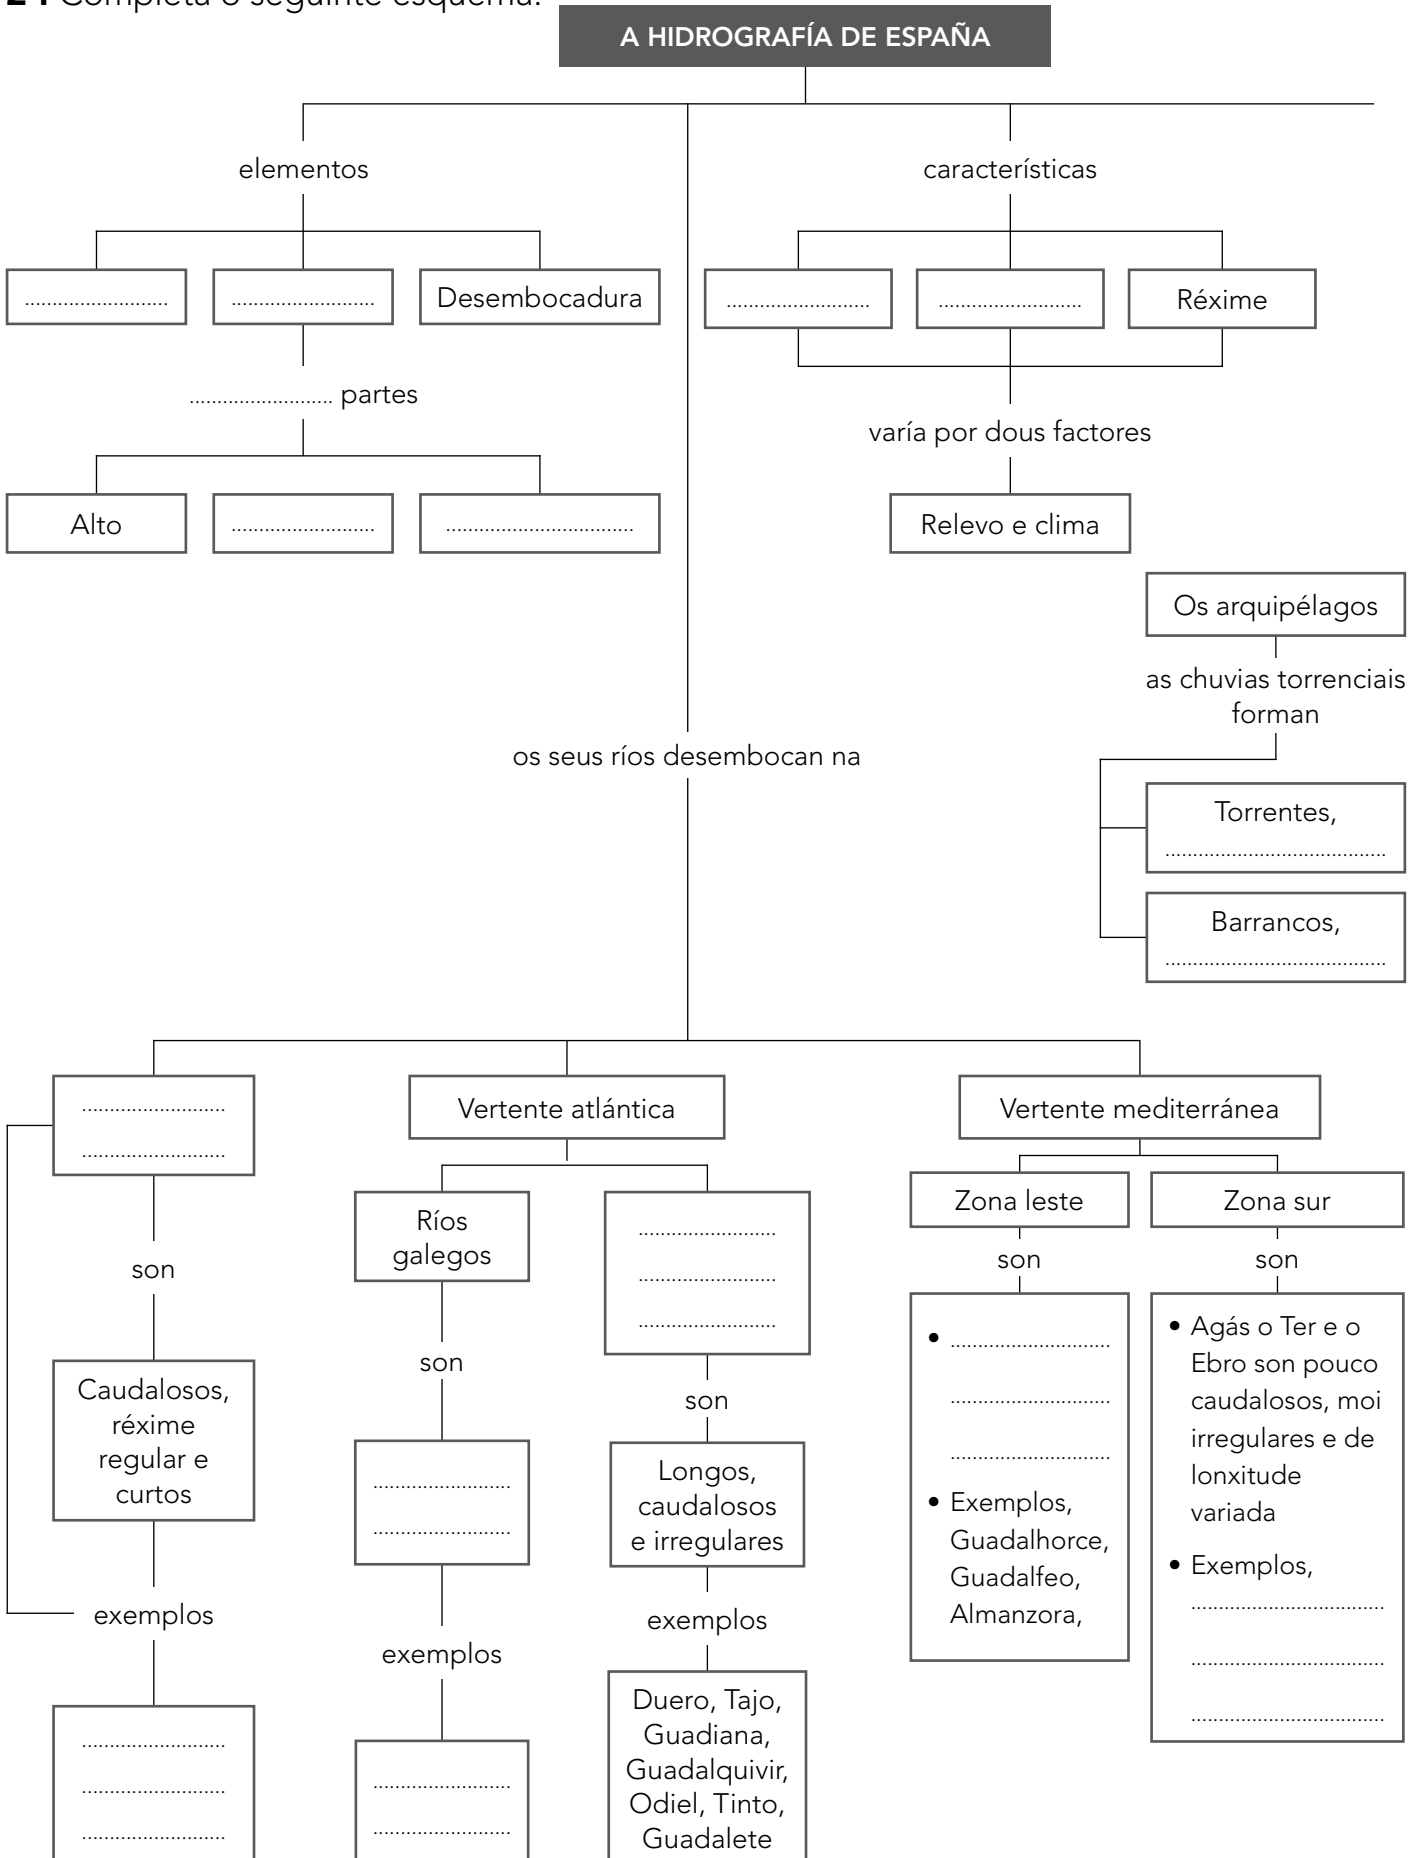 24 Completa o seguinte esquema:
A HIDROGRAFÍA DE ESPAÑA
elementos
características
..........................
..........................
Desembocadura
..........................
..........................
Réxime
.......................... partes
varía por dous factores
Alto
..........................
..................................
Relevo e clima
Os arquipélagos
as chuvias torrenciais
forman
os seus ríos desembocan na
Torrentes,
........................................
Barrancos,
........................................
..........................
..........................
son
Caudalosos,
réxime
regular e
curtos
exemplos
..........................
..........................
..........................
Vertente atlántica
Ríos
galegos
son
.........................
.........................
exemplos
.........................
.........................
.........................
.........................
.........................
son
Longos,
caudalosos
e irregulares
exemplos
Duero, Tajo,
Guadiana,
Guadalquivir,
Odiel, Tinto,
Guadalete
Vertente mediterránea
Zona leste
son
• .............................
.............................
.............................
• Exemplos,
Guadalhorce,
Guadalfeo,
Almanzora,
Zona sur
son
• Agás o Ter e o
Ebro son pouco
caudalosos, moi
irregulares e de
lonxitude
variada
• Exemplos,
...................................
...................................
...................................